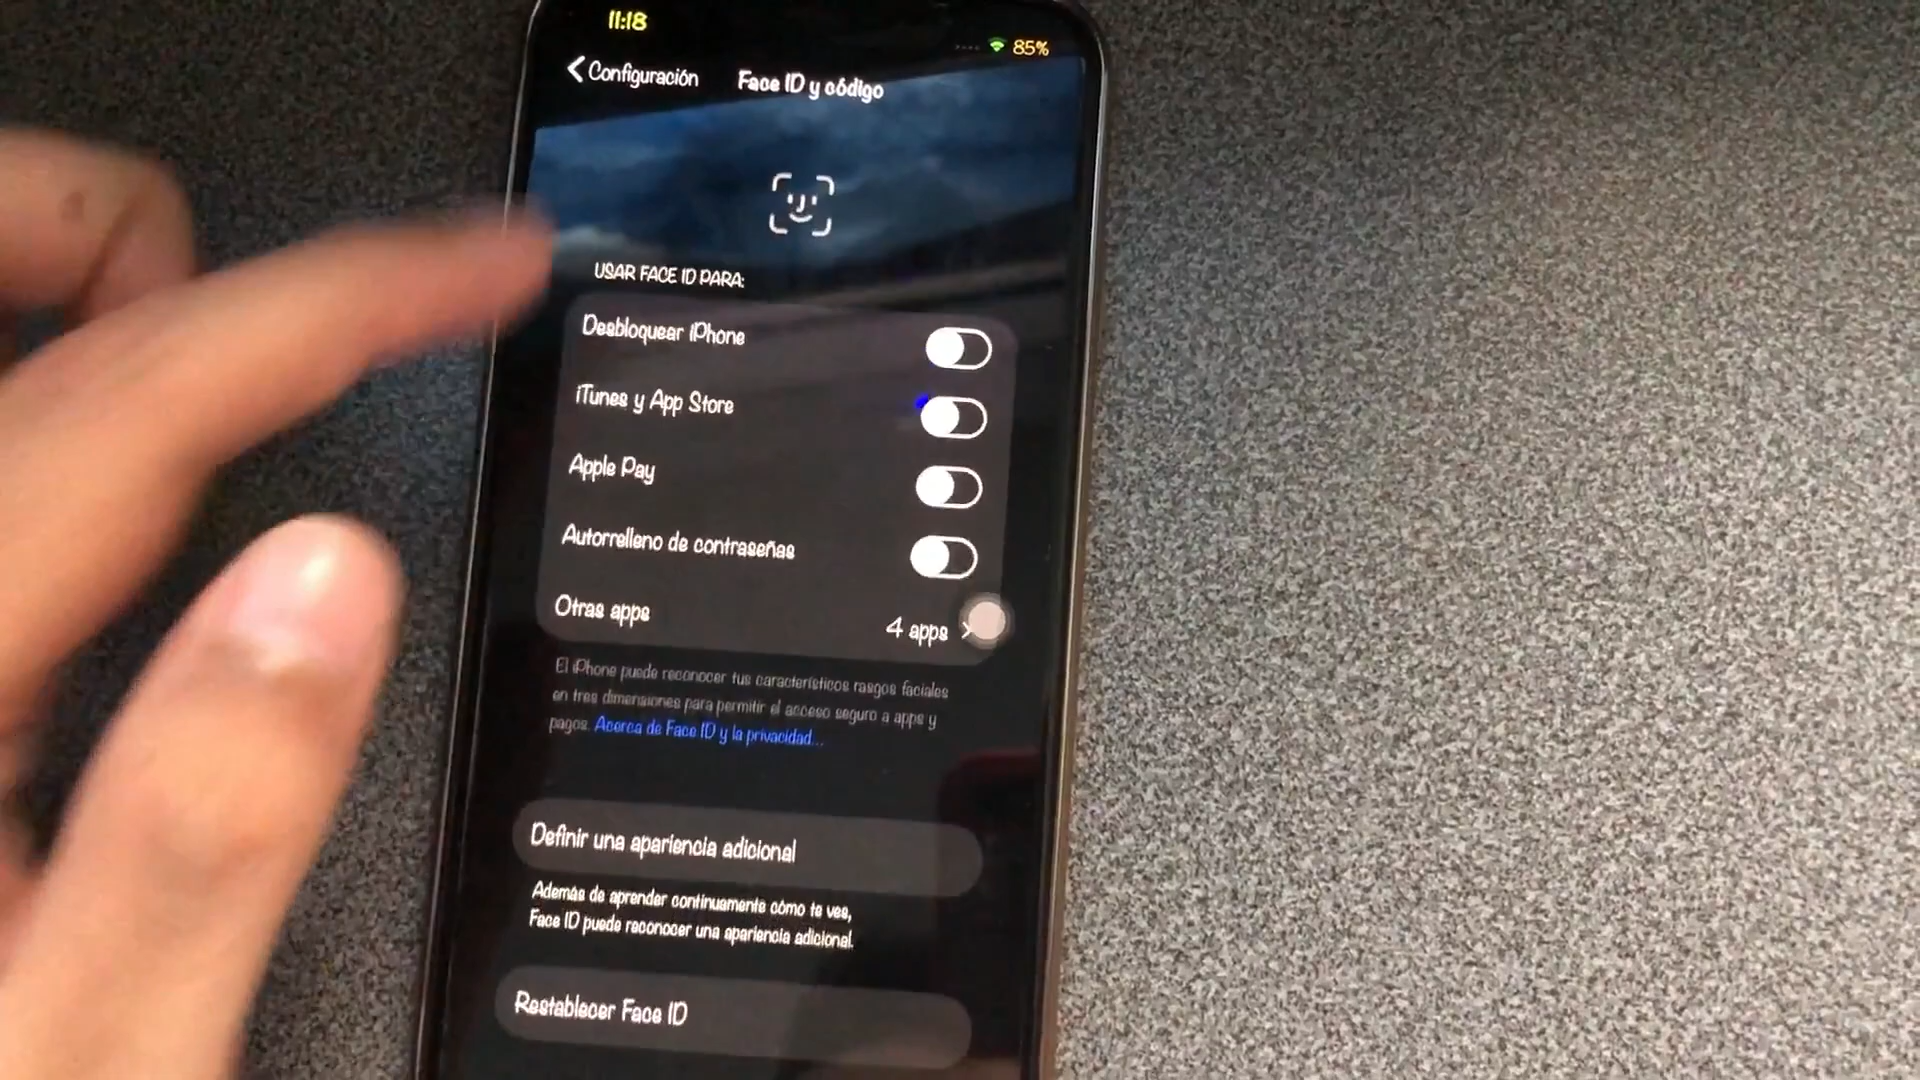 11:18
85%
Configuración
Face ID y código
USAR FACE ID PARA:
Desbloquear iPhone
iTunes y App Store
Apple Pay
Autorrelleno de contraseñas
Otras apps
4 apps
El iPhone puede reconocer tus característicos rasgos faciales
en tres dimensiones para permitir el acceso seguro a apps y
pagos. Acerca de Face ID y la privacidad...
Definir una apariencia adicional
Además de aprender continuamente cómo te ves,
Face ID puede reconocer una apariencia adicional.
Restablecer Face ID